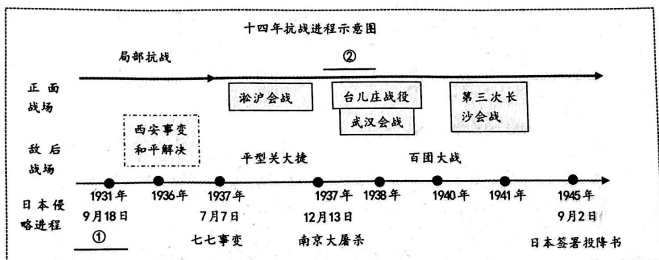 十四年抗战进程示意图
局部抗战
②
正面
战场
淞沪会战
台儿庄战役
武汉会战
第三次长
沙会战
西安事变
和平解决
敌后
战场
平型关大捷
百团大战
日本侵
略进程
1931年
9月18日
1936年
1937年
7月7日
1937年
12月13日
1938年
1940年
1941年
1945年
9月2日
①
七七事变
南京大屠杀
日本签署投降书